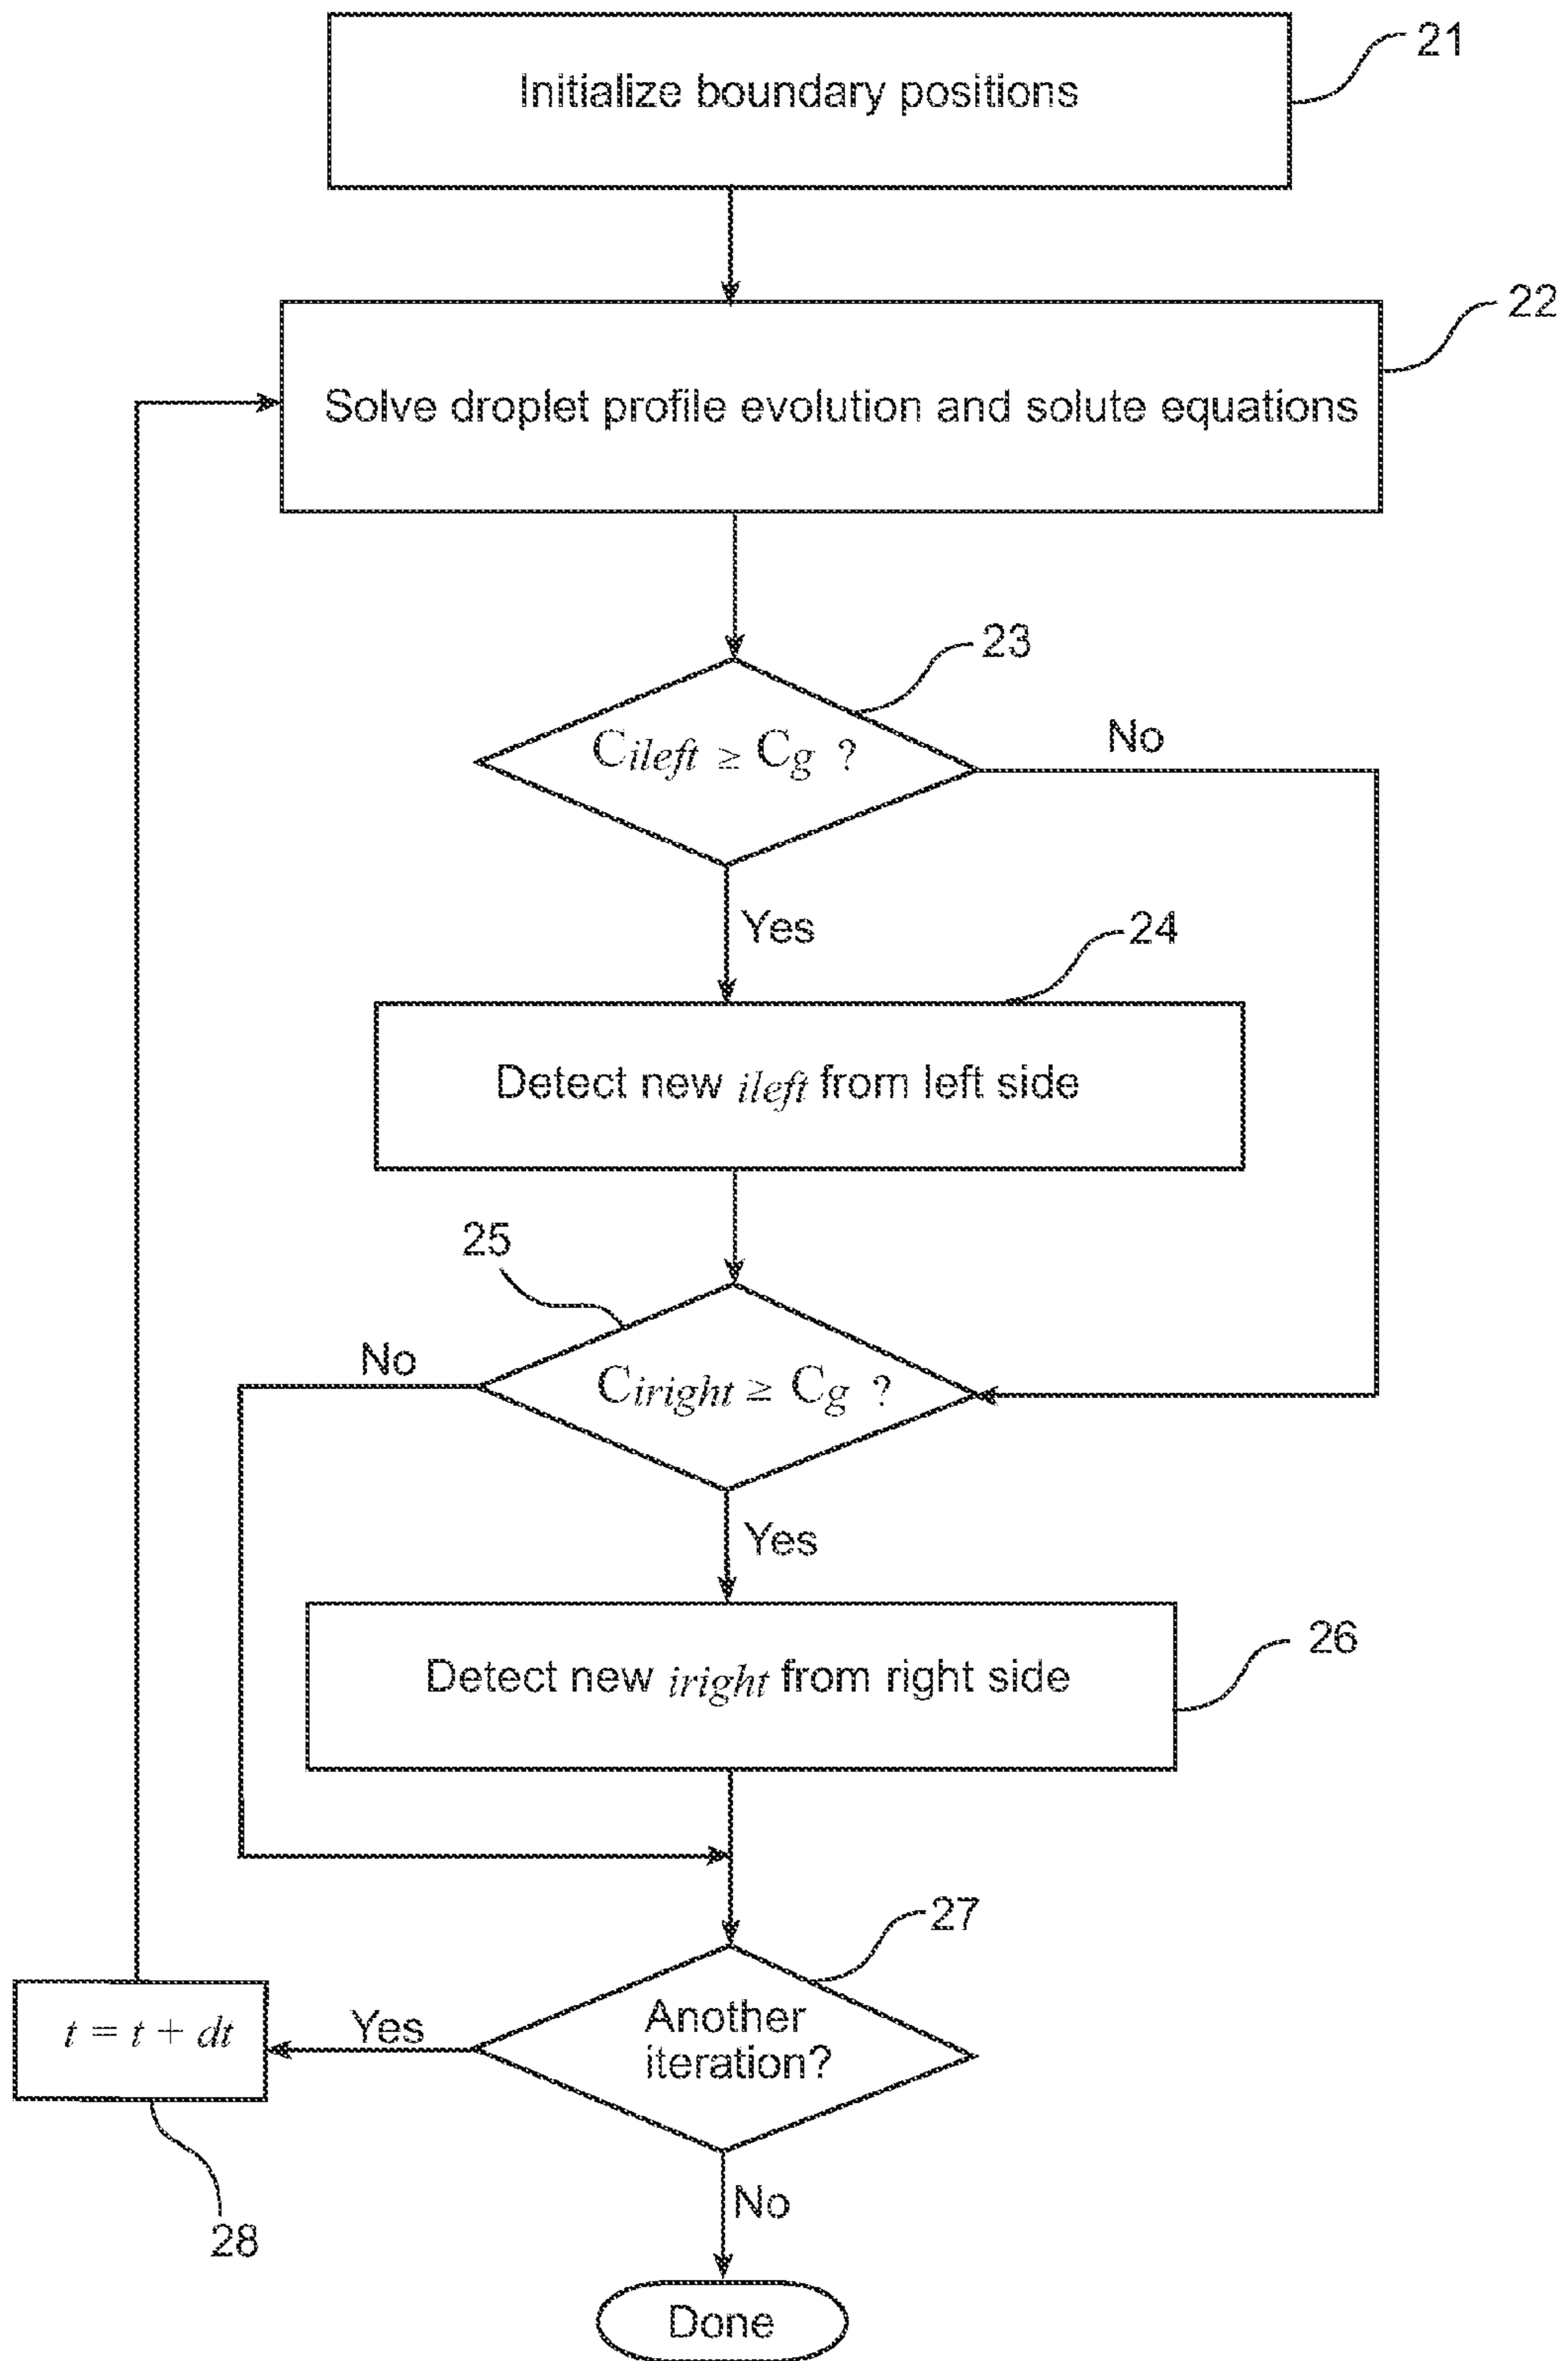 Initialize boundary positions
21
Solve droplet profile evolution and solute equations
22
23
Cileft ≥ Cg ?
No
Yes
24
Detect new ileft from left side
25
No
Ciright ≥ Cg ?
Yes
Detect new iright from right side
26
27
Another
iteration?
Yes
t = t + dt
28
No
Done